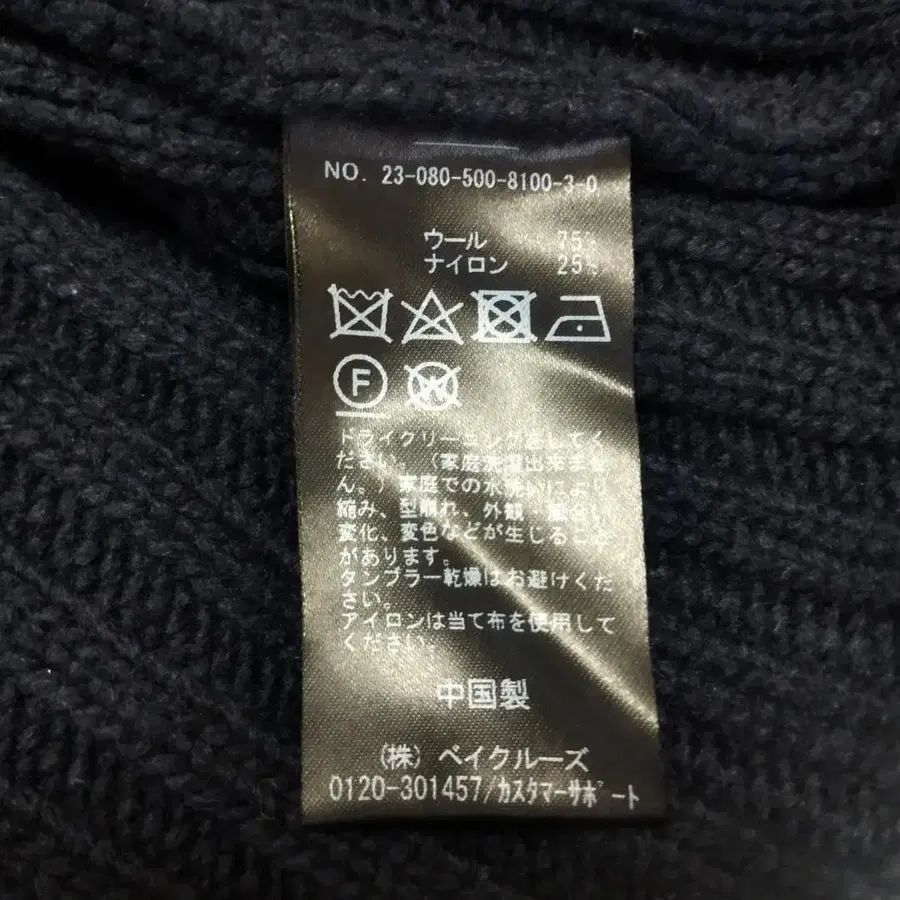 NO. 23-080-500-8100-3-0
ウール 75%
ナイロン 25%
F
W
ドライクリーニングをしてく
ださい。(家庭洗濯出来ませ
ん。)家庭での水洗いにより
縮み、型崩れ、外観・風合い
変化、変色などが生じること
があります。
タンブラー乾燥はお避けくだ
さい。
アイロンは当て布を使用して
ください。
中国製
(株) ベイクルーズ
0120-301457/カスタマーサポート